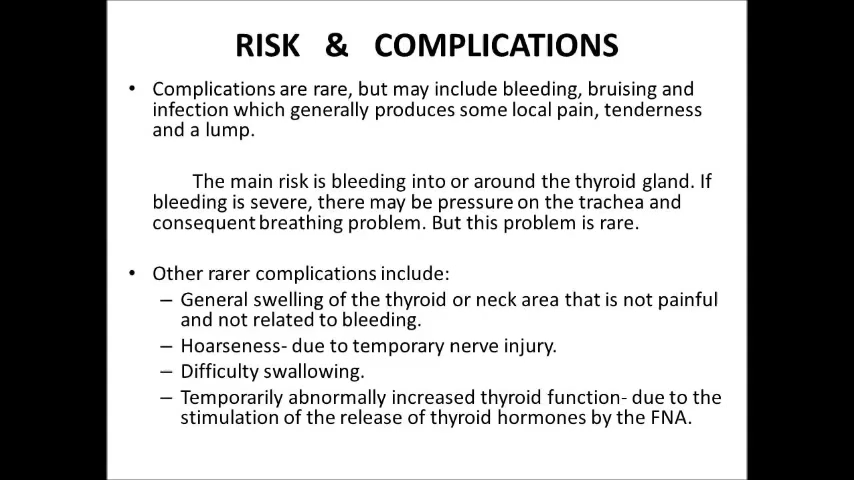 RISK & COMPLICATIONS
• Complications are rare, but may include bleeding, bruising and
infection which generally produces some local pain, tenderness
and a lump.
The main risk is bleeding into or around the thyroid gland. If
bleeding is severe, there may be pressure on the trachea and
consequent breathing problem. But this problem is rare.
• Other rarer complications include:
– General swelling of the thyroid or neck area that is not painful
and not related to bleeding.
– Hoarseness- due to temporary nerve injury.
– Difficulty swallowing.
– Temporarily abnormally increased thyroid function- due to the
stimulation of the release of thyroid hormones by the FNA.